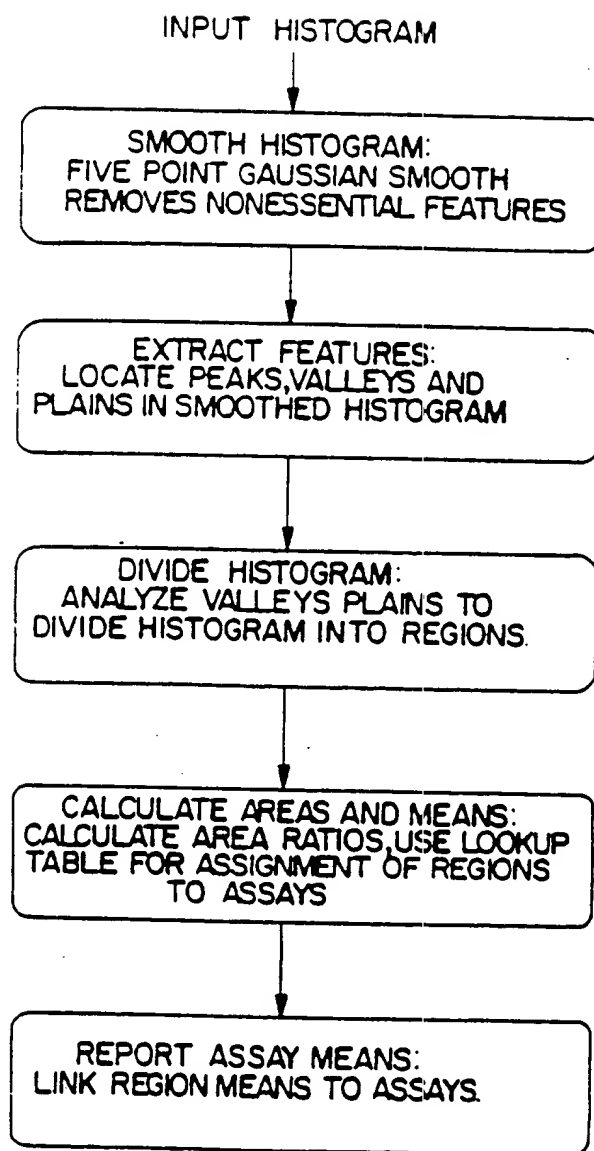 INPUT HISTOGRAM
SMOOTH HISTOGRAM:
FIVE POINT GAUSSIAN SMOOTH
REMOVES NONESSENTIAL FEATURES
EXTRACT FEATURES:
LOCATE PEAKS,VALLEYS AND
PLAINS IN SMOOTHED HISTOGRAM
DIVIDE HISTOGRAM:
ANALYZE VALLEYS PLAINS TO
DIVIDE HISTOGRAM INTO REGIONS.
CALCULATE AREAS AND MEANS:
CALCULATE AREA RATIOS,USE LOOKUP
TABLE FOR ASSIGNMENT OF REGIONS
TO ASSAYS
REPORT ASSAY MEANS:
LINK REGION MEANS TO ASSAYS.